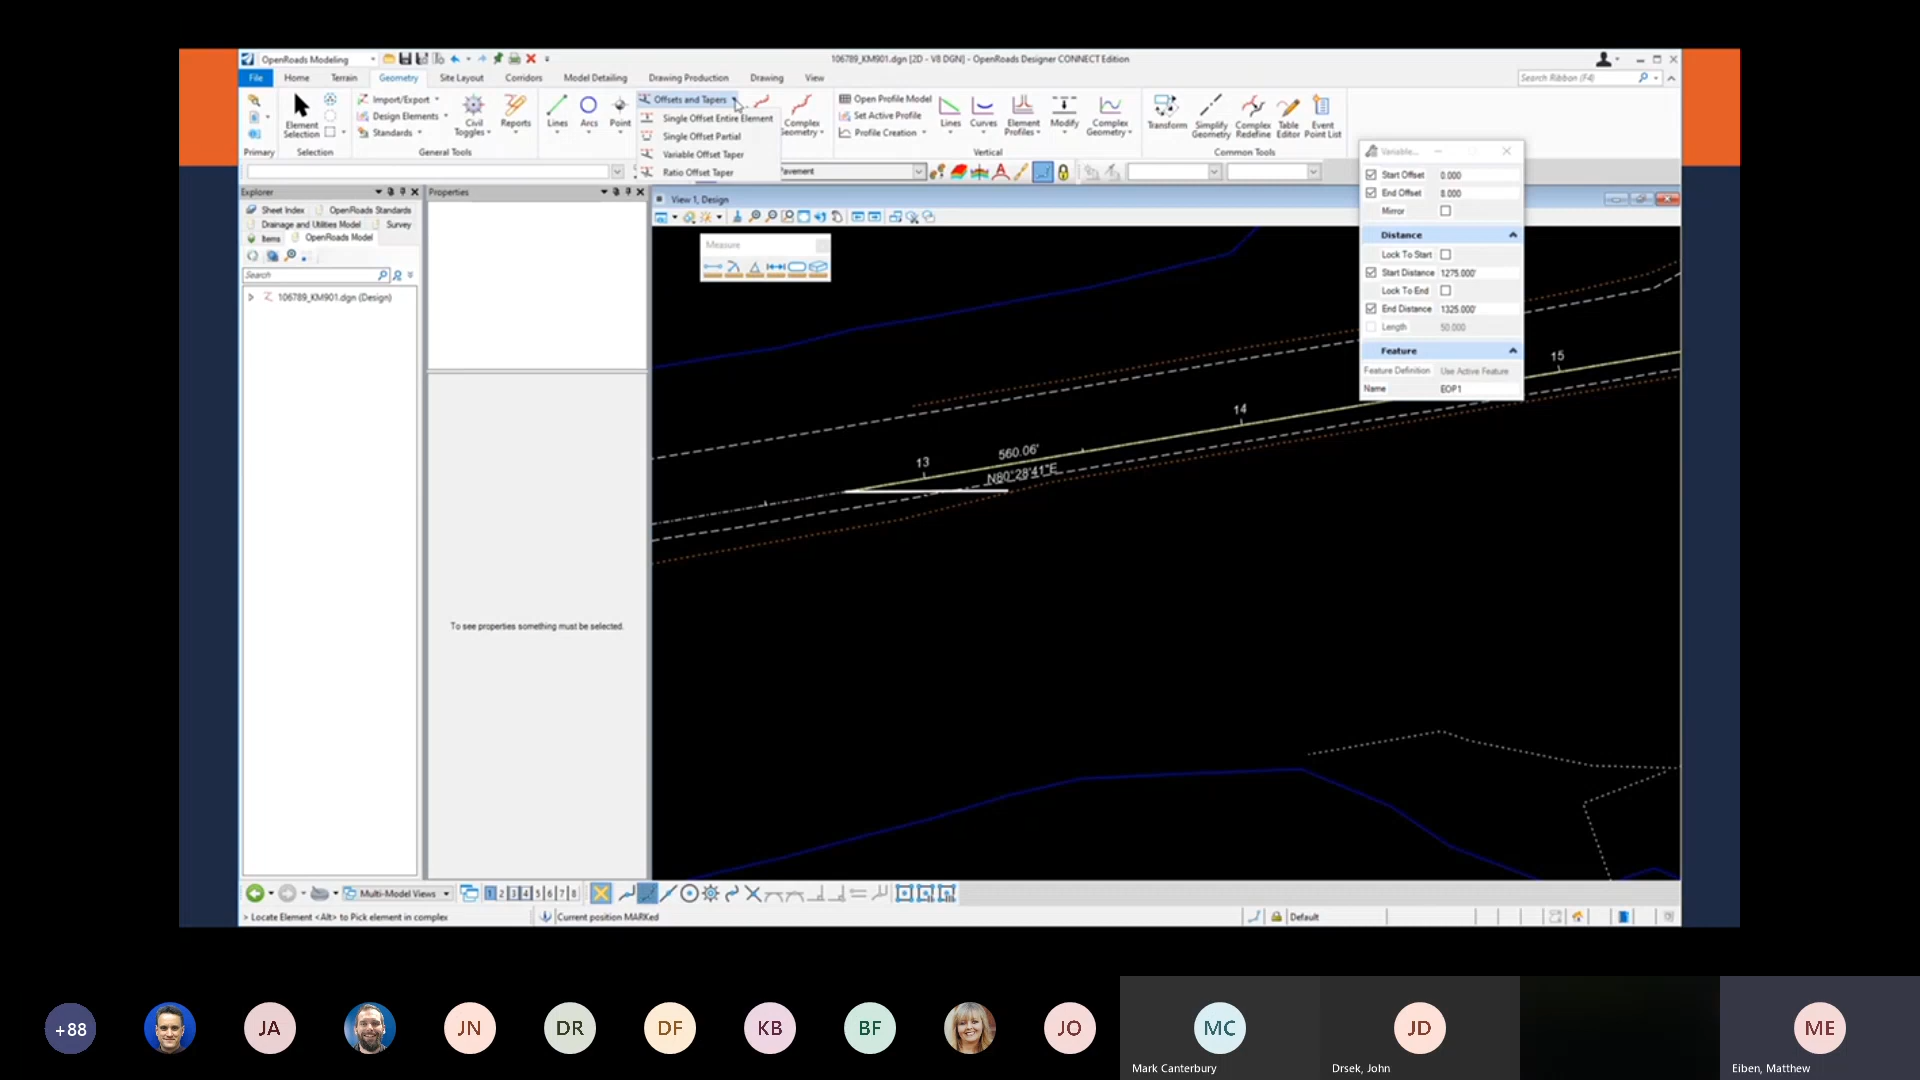 OpenRoads Modeling
106789_KM901.dgn [2D - V8 DGN] - OpenRoads Designer CONNECT Edition
File Home Terrain Geometry Site Layout Corridors Model Detailing Drawing Production Drawing View
Search Ribbon (F4)
Element Selection
Import/Export
Design Elements
Standards
Civil Toggles
Reports
Lines
Arcs
Point
Offsets and Tapers
Single Offset Entire Element
Single Offset Partial
Variable Offset Taper
Ratio Offset Taper
Complex Geometry
Open Profile Model
Set Active Profile
Profile Creation
Lines
Curves
Element Profiles
Modify
Complex Geometry
Transform
Simplify Geometry
Complex Redefine
Table Editor
Event Point List
Primary
Selection
General Tools
Vertical
Common Tools
Explorer
Properties
View 1, Design
Sheet Index
OpenRoads Standards
Drainage and Utilities Model
Survey
Items
OpenRoads Model
Search
106789_KM901.dgn (Design)
To see properties something must be selected.
Measure
Variable...
Start Offset 0.000
End Offset 8.000
Mirror
Distance
Lock To Start
Start Distance 1275.000'
Lock To End
End Distance 1325.000'
Length 50.000
Feature
Feature Definition Use Active Feature
Name EOP1
13
560.06'
N80°28'41"E
14
15
Multi-Model Views
1 2 3 4 5 6 7 8
> Locate Element <Alt> to Pick element in complex
Current position MARKed
Default
+88
JA
JN
DR
DF
KB
BF
JO
MC
Mark Canterbury
JD
Drsek, John
ME
Eiben, Matthew